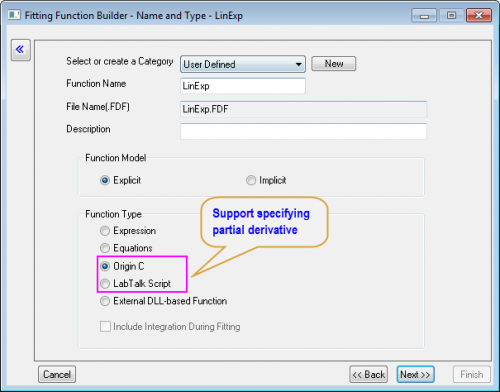 Fitting Function Builder - Name and Type - LinExp
Select or create a Category User Defined New
Function Name LinExp
File Name(.FDF) LinExp.FDF
Description
Function Model
Explicit Implicit
Function Type
Support specifying
partial derivative
Expression
Equations
Origin C
LabTalk Script
External DLL-based Function
Include Integration During Fitting
Cancel << Back Next >> Finish